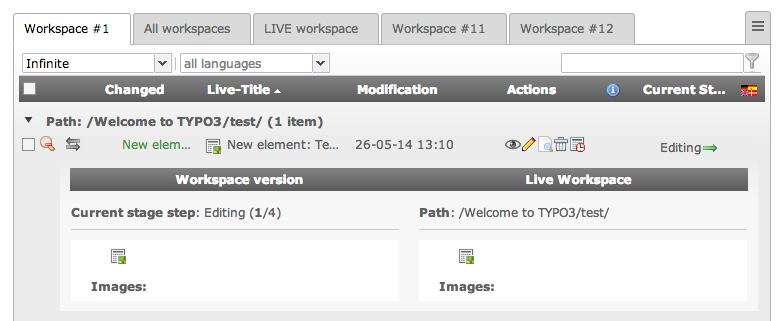 Workspace #1 All workspaces LIVE workspace Workspace #11 Workspace #12
Infinite all languages
Changed Live-Title Modification Actions Current St...
Path: /Welcome to TYPO3/test/ (1 item)
New elem... New element: Te... 26-05-14 13:10 Editing
Workspace version Live Workspace
Current stage step: Editing (1/4) Path: /Welcome to TYPO3/test/
Images: Images: